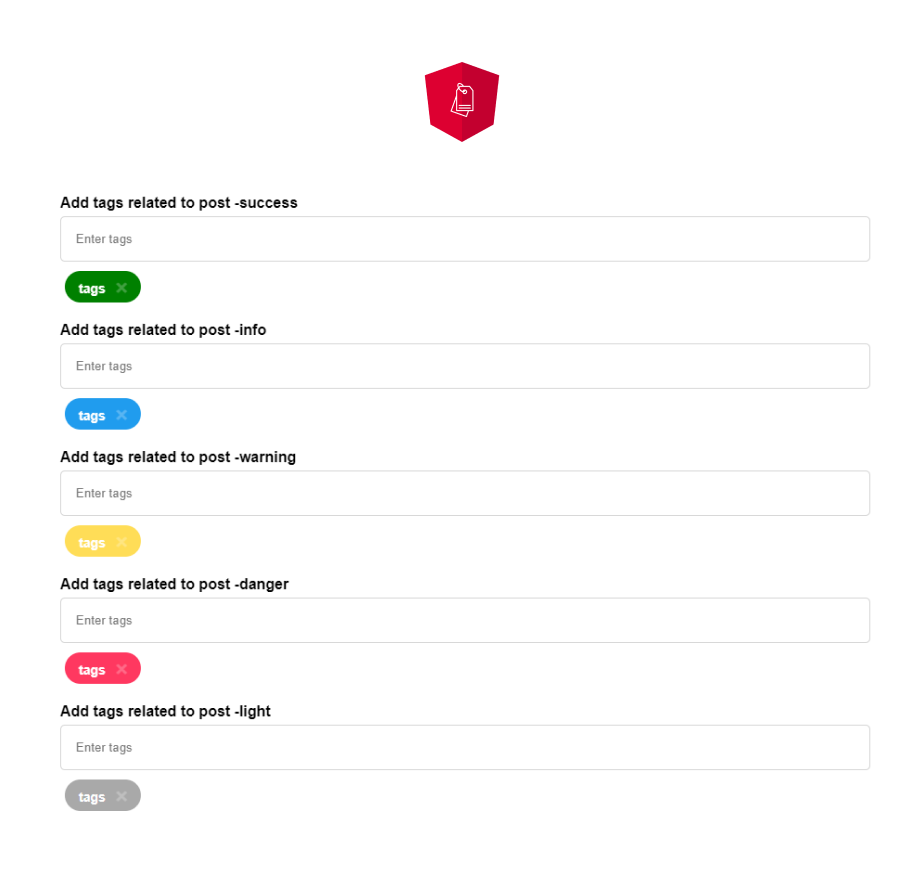 Add tags related to post -success
Enter tags
tags ×
Add tags related to post -info
Enter tags
tags ×
Add tags related to post -warning
Enter tags
tags ×
Add tags related to post -danger
Enter tags
tags ×
Add tags related to post -light
Enter tags
tags ×